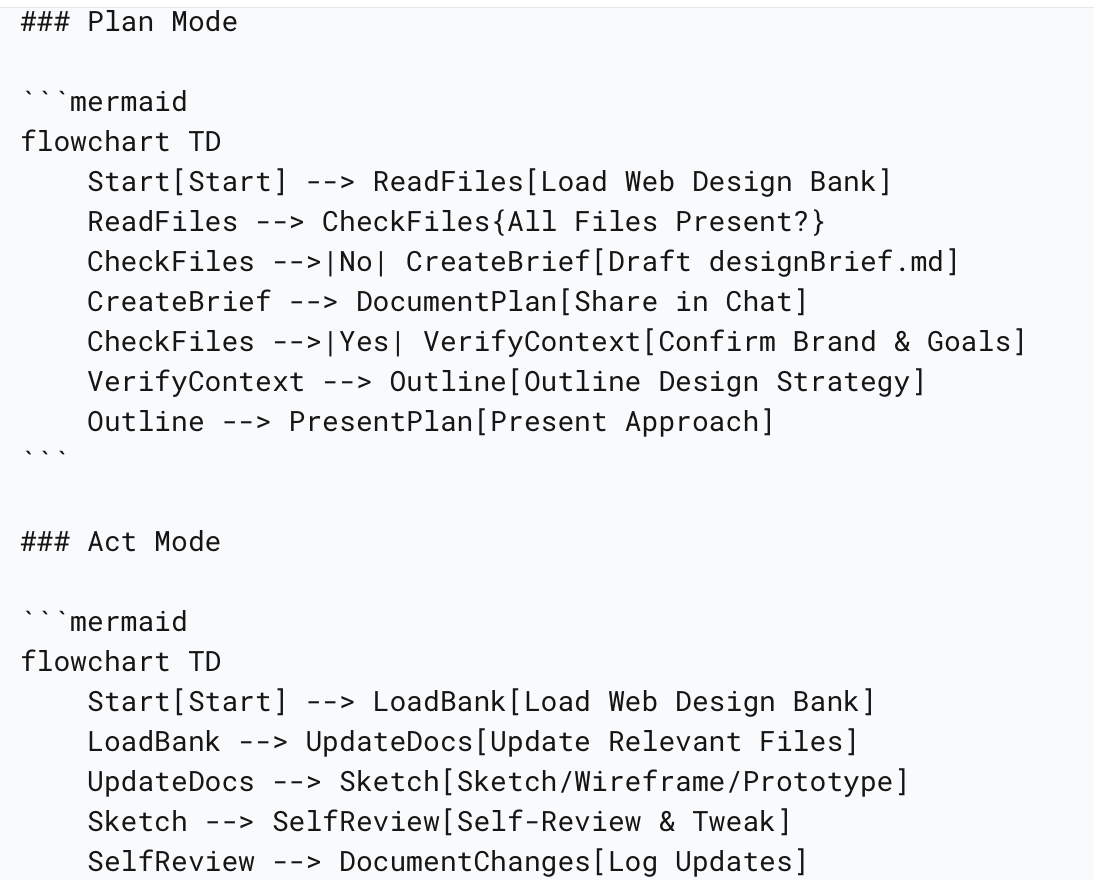 ### Plan Mode
```mermaid
flowchart TD
    Start[Start] --> ReadFiles[Load Web Design Bank]
    ReadFiles --> CheckFiles{All Files Present?}
    CheckFiles -->|No| CreateBrief[Draft designBrief.md]
    CreateBrief --> DocumentPlan[Share in Chat]
    CheckFiles -->|Yes| VerifyContext[Confirm Brand & Goals]
    VerifyContext --> Outline[Outline Design Strategy]
    Outline --> PresentPlan[Present Approach]
```
### Act Mode
```mermaid
flowchart TD
    Start[Start] --> LoadBank[Load Web Design Bank]
    LoadBank --> UpdateDocs[Update Relevant Files]
    UpdateDocs --> Sketch[Sketch/Wireframe/Prototype]
    Sketch --> SelfReview[Self-Review & Tweak]
    SelfReview --> DocumentChanges[Log Updates]